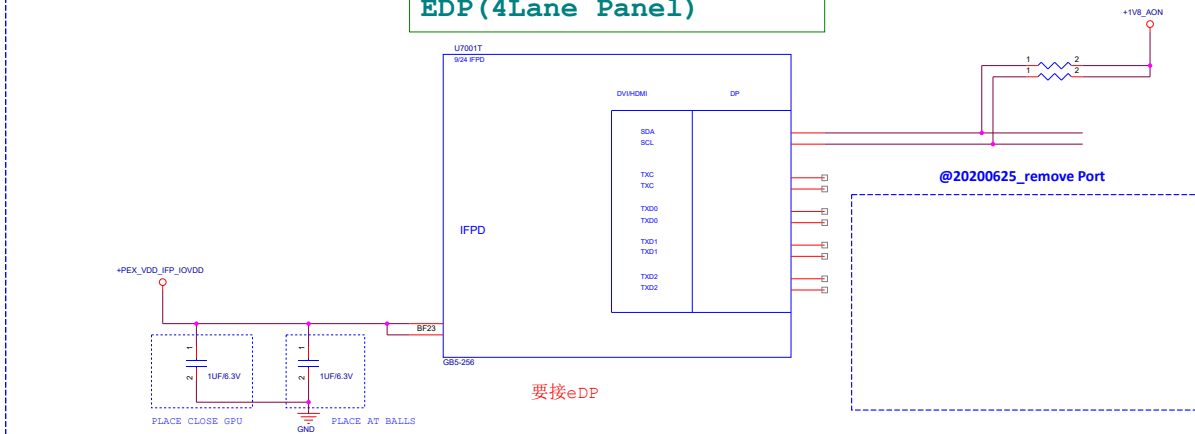 EDP(4Lane Panel)
+1V8_AON
U7001T
9/24 IFPD
1 2
1 2
DVI/HDMI DP
SDA
SCL
@20200625_remove Port
TXC
TXC
TXD0
TXD0
IFPD
TXD1
TXD1
+PEX_VDD_IFP_IOVDD
TXD2
TXD2
BF23
1 1
1UF/6.3V 1UF/6.3V
2 2
GB5-256
要接eDP
PLACE CLOSE GPU
GND
PLACE AT BALLS